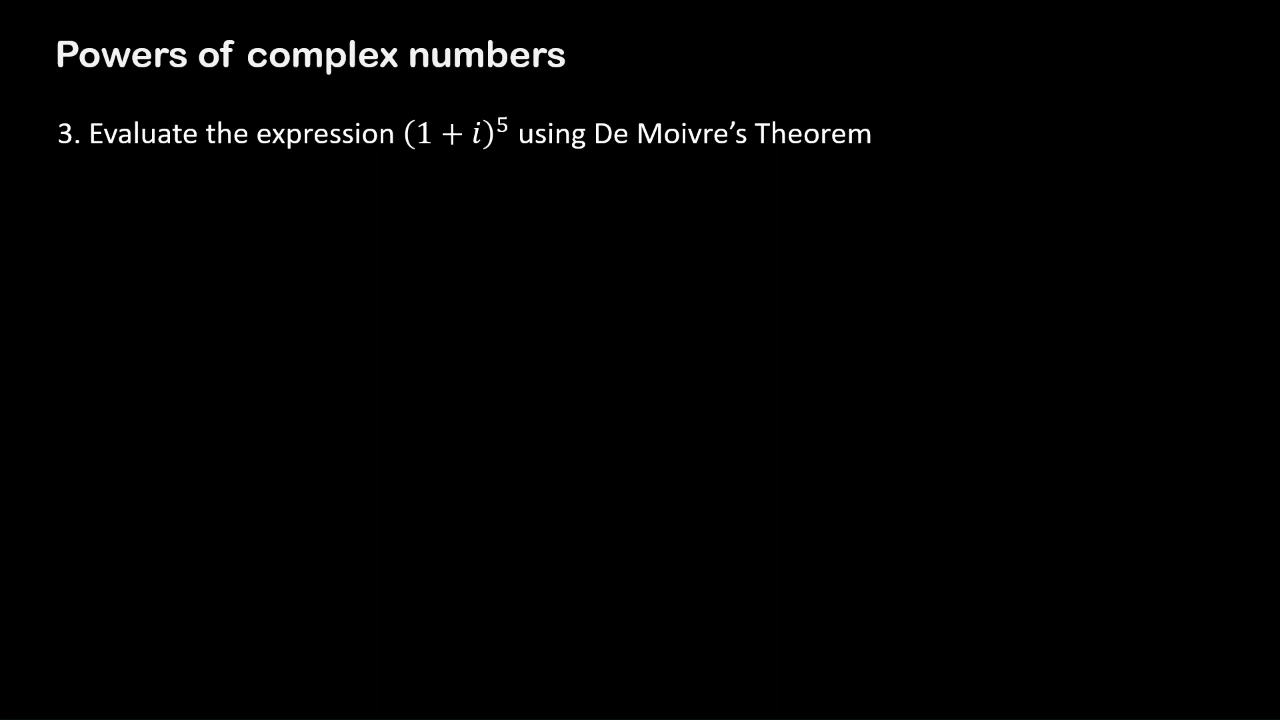 Powers of complex numbers
3. Evaluate the expression (1 + i)⁵ using De Moivre’s Theorem